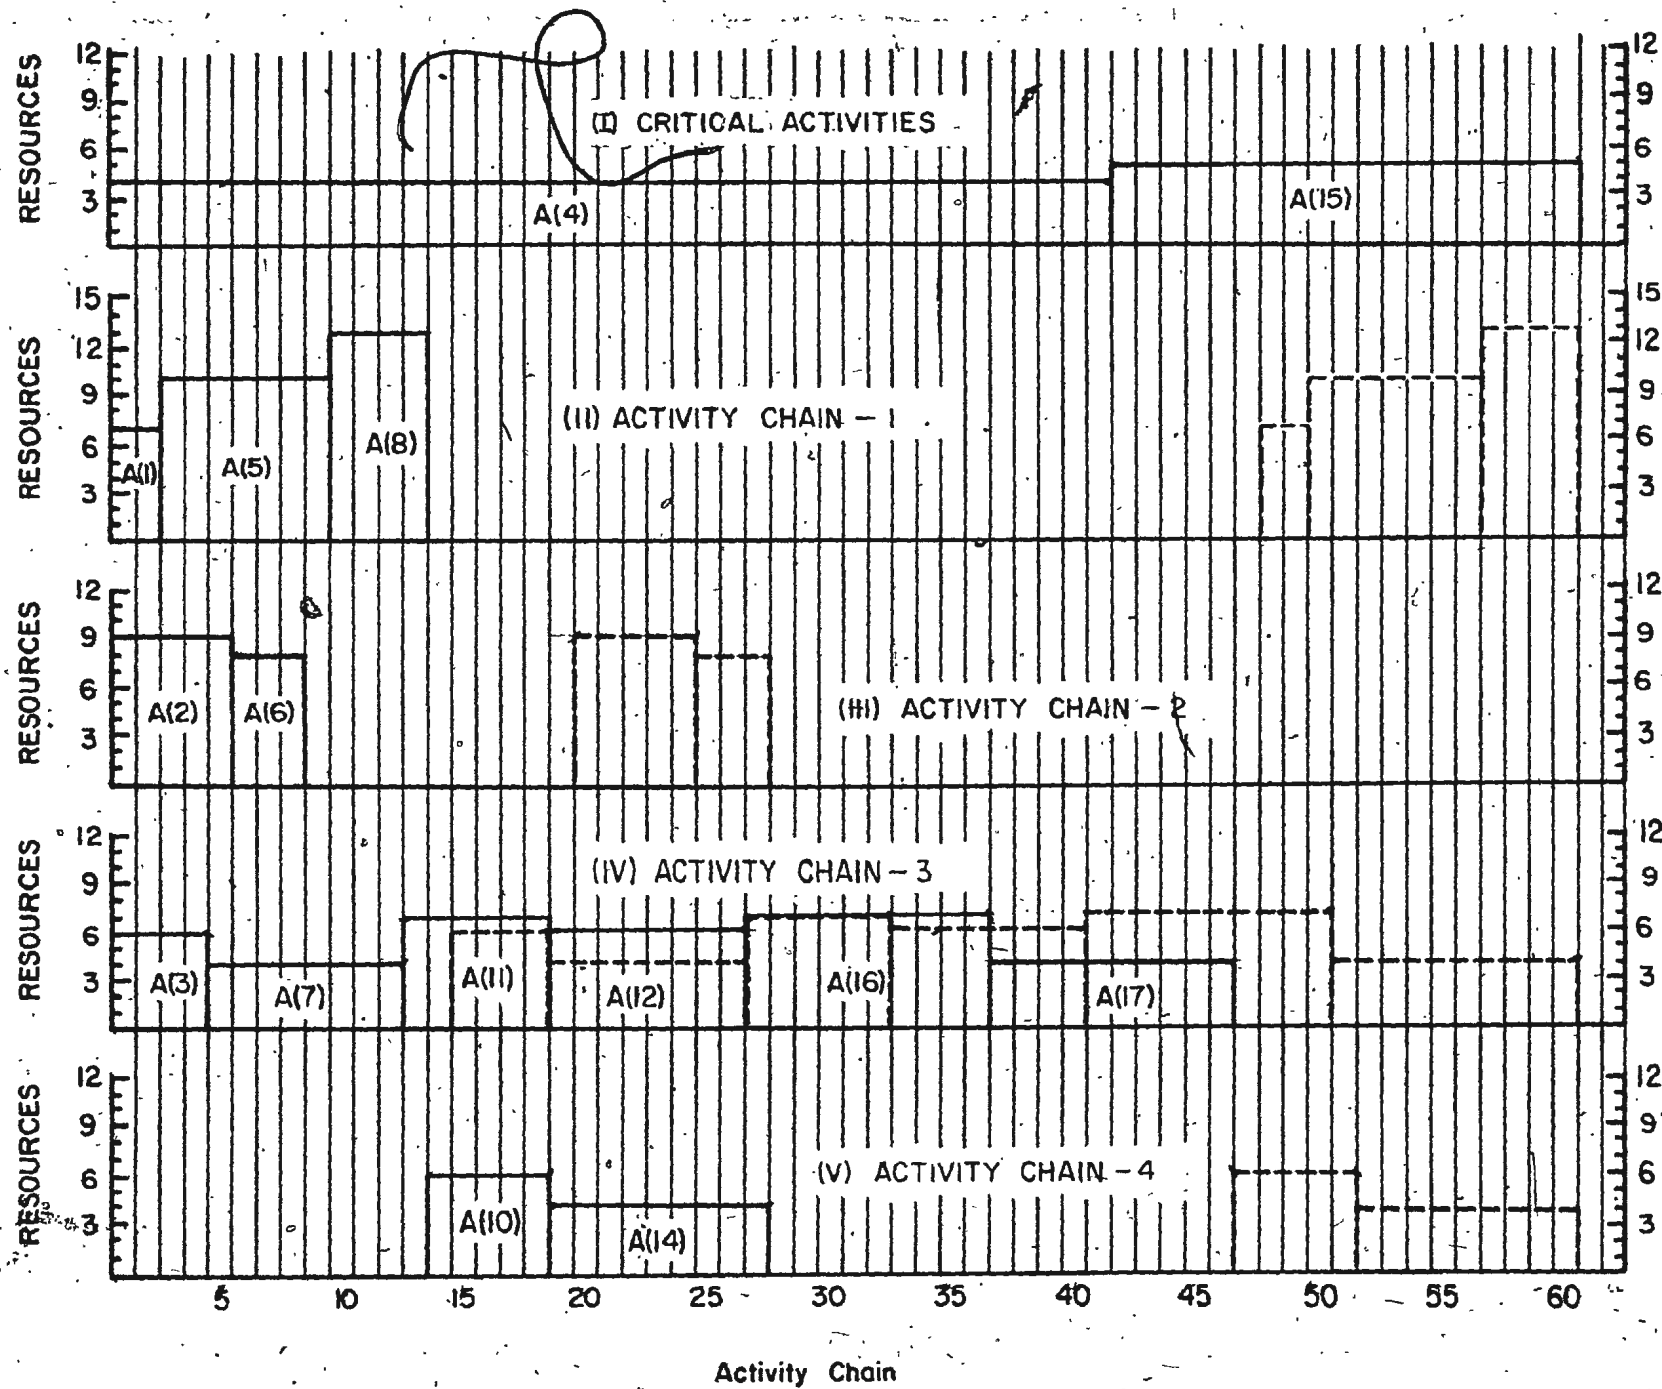 RESOURCES
12
9
6
3
(I) CRITICAL ACTIVITIES
A(4)
A(15)
12
9
6
3
RESOURCES
15
12
9
6
3
A(1)
A(5)
A(8)
(II) ACTIVITY CHAIN - 1
15
12
9
6
3
RESOURCES
12
9
6
3
A(2)
A(6)
(III) ACTIVITY CHAIN - 2
12
9
6
3
RESOURCES
12
9
6
3
(IV) ACTIVITY CHAIN - 3
A(3)
A(7)
A(11)
A(12)
A(16)
A(17)
12
9
6
3
RESOURCES
12
9
6
3
(V) ACTIVITY CHAIN - 4
A(10)
A(14)
12
9
6
3
5 10 15 20 25 30 35 40 45 50 55 60
Activity Chain